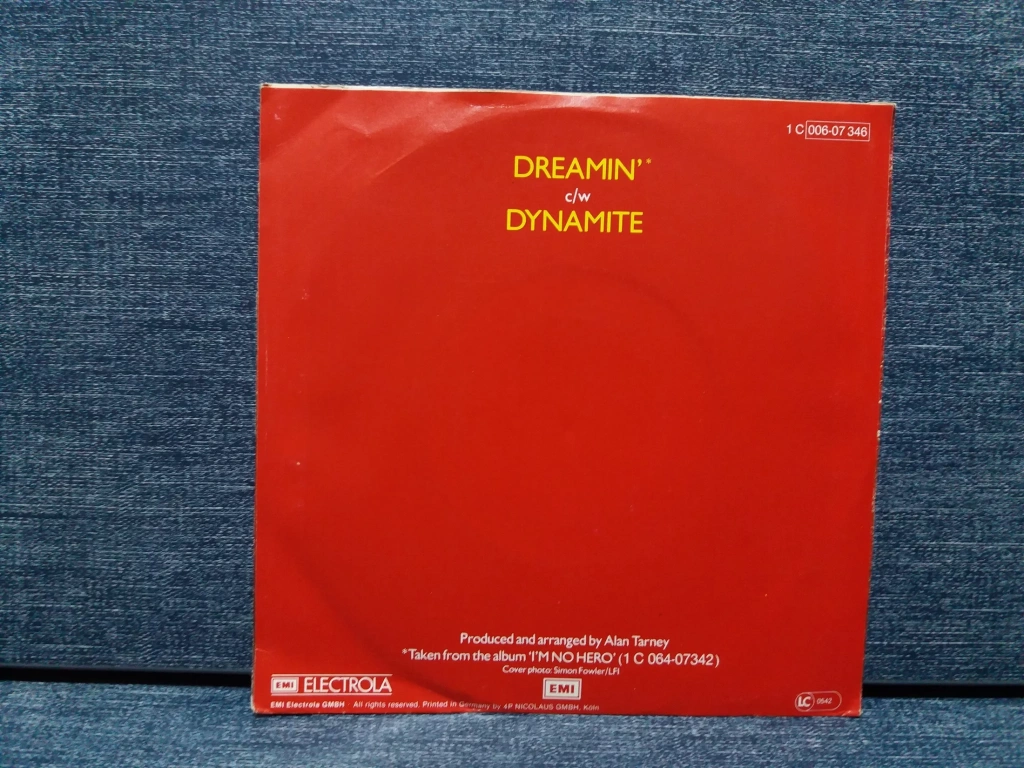 1 C 006-07 346
DREAMIN'*
c/w
DYNAMITE
Produced and arranged by Alan Tarney
*Taken from the album 'I'M NO HERO' (1 C 064-07342)
Cover photo: Simon Fowler/LFI
EMI ELECTROLA
EMI
LC 0542
EMI Electrola GMBH All rights reserved. Printed in Germany by 4P NICOLAUS GMBH, Köln